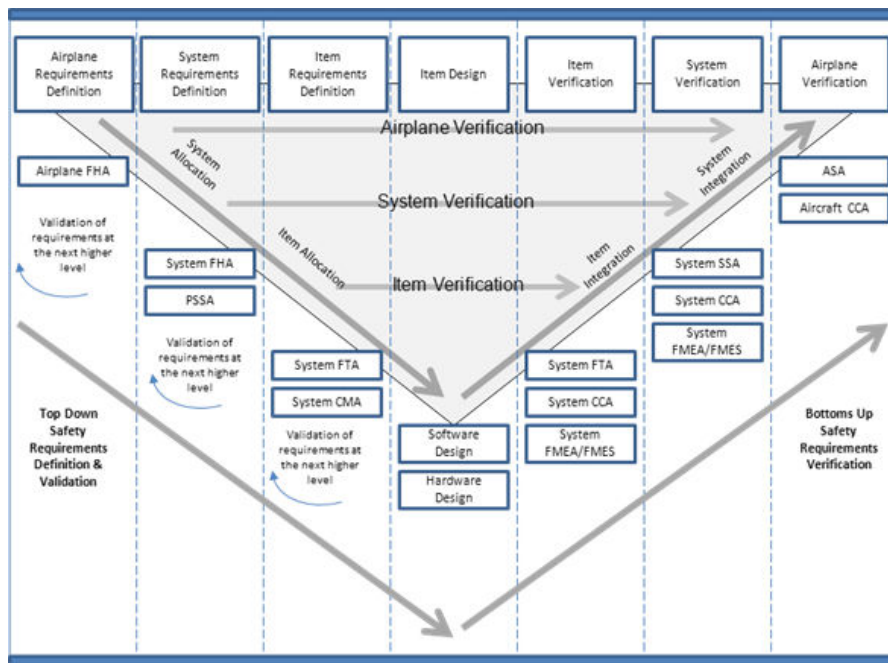 Airplane
Requirements
Definition
System
Requirements
Definition
Item
Requirements
Definition
Item Design
Item
Verification
System
Verification
Airplane
Verification
Airplane Verification
System
Allocation
System
Integration
Airplane FHA
ASA
Aircraft CCA
System Verification
Validation of
requirements at
the next higher
level
Item Allocation
Item
Integration
System FHA
PSSA
Item Verification
System SSA
System CCA
System
FMEA/FMES
Validation of
requirements at
the next higher
level
System FTA
System CMA
System FTA
System CCA
System
FMEA/FMES
Top Down
Safety
Requirements
Definition &
Validation
Validation of
requirements at
the next higher
level
Software
Design
Hardware
Design
Bottoms Up
Safety
Requirements
Verification